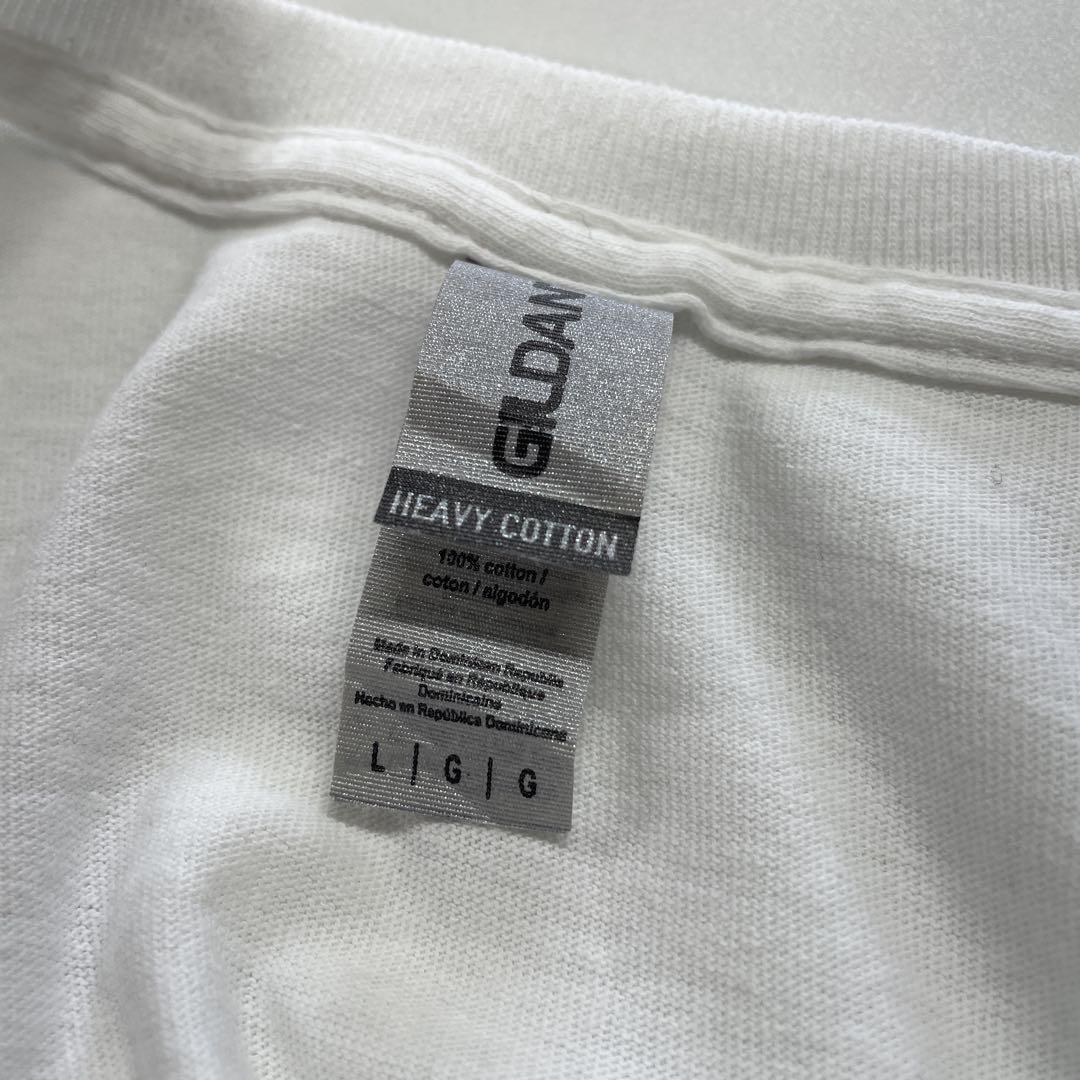 GILDAN
HEAVY COTTON
100% cotton /
coton / algodón
Made in Dominican Republic
Fabriqué en République
Dominicaine
Hecho en República Dominicana
L | G | G